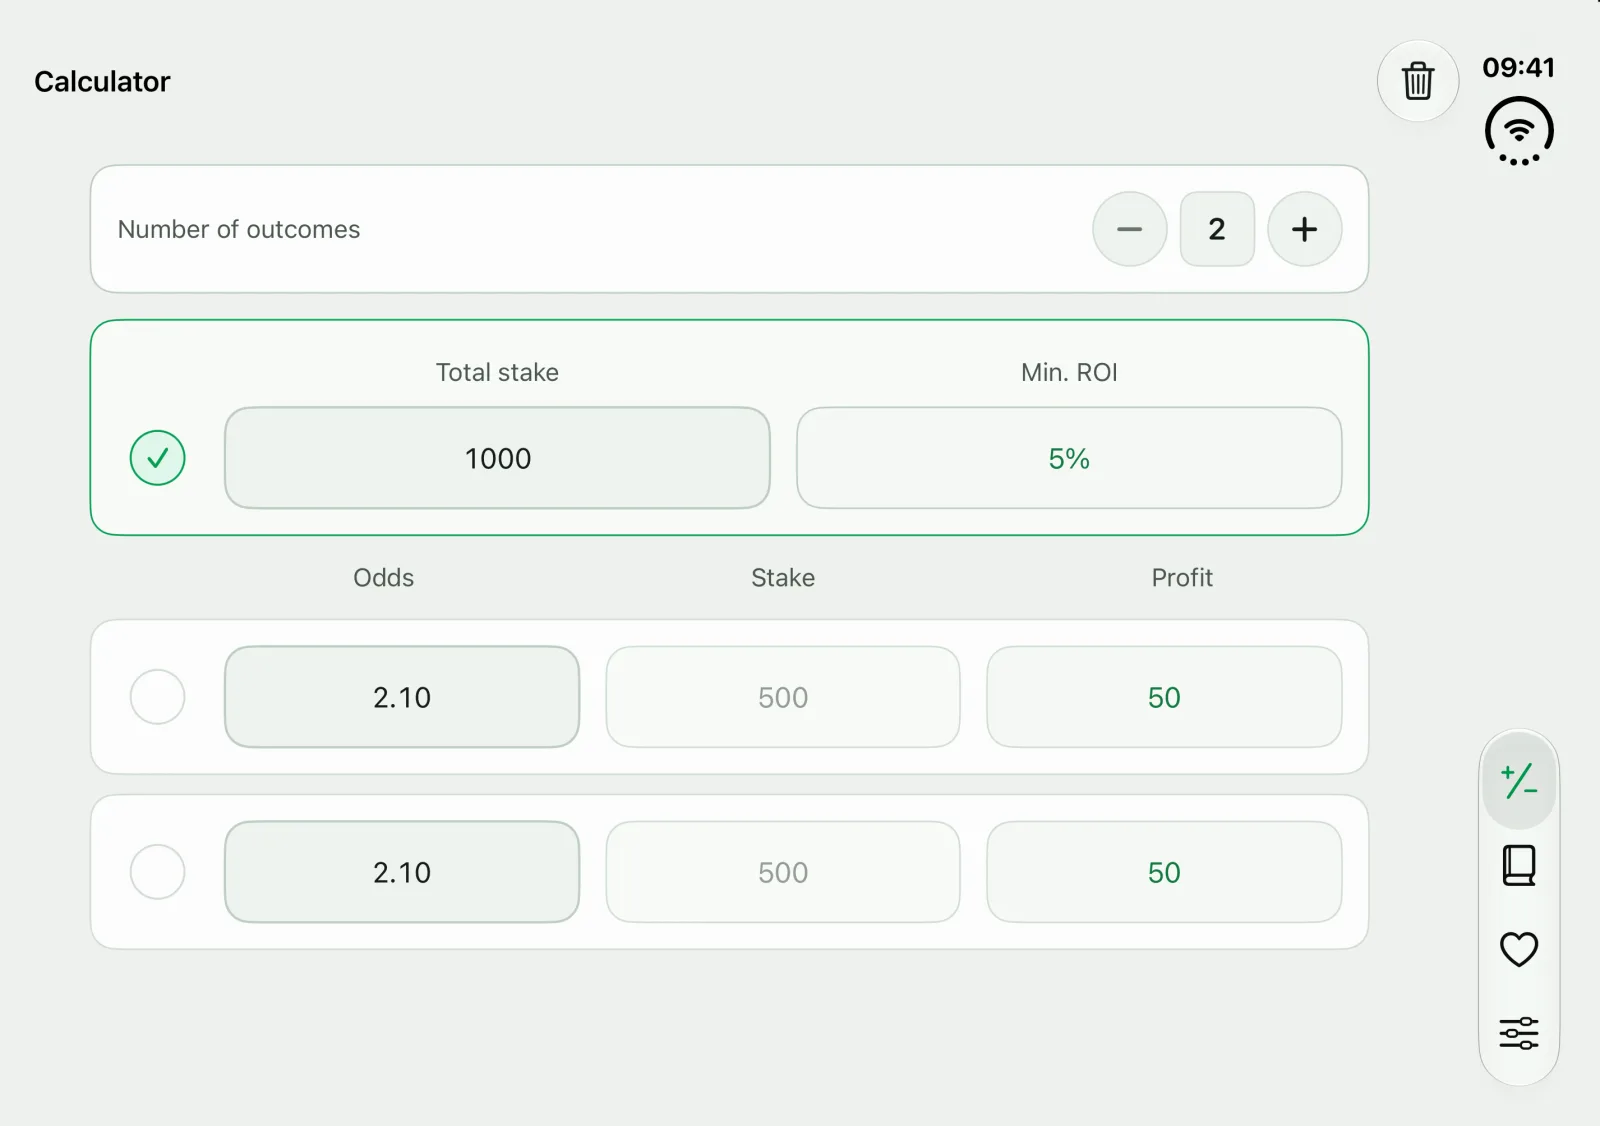 Calculator
09:41
Number of outcomes
2
Total stake
Min. ROI
1000
5%
Odds
Stake
Profit
2.10
500
50
2.10
500
50